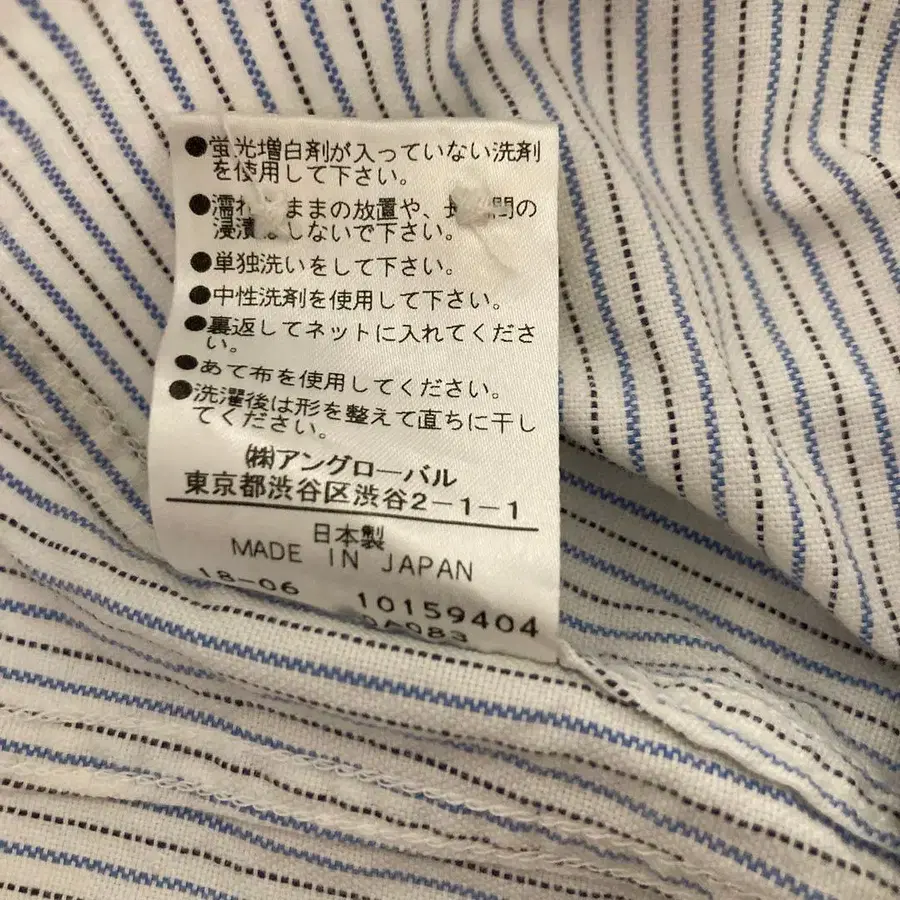 ●蛍光増白剤が入っていない洗剤
を使用して下さい。
●濡れ ままの放置や、長 間の
浸漬 しないで下さい。
●単独洗いをして下さい。
●中性洗剤を使用して下さい。
●裏返してネットに入れてくださ
い。
●あて布を使用してください。
●洗濯後は形を整えて直ちに干し
てください。
㈱アングローバル
東京都渋谷区渋谷2-1-1
日本製
MADE IN JAPAN
18-06 10159404
0A083